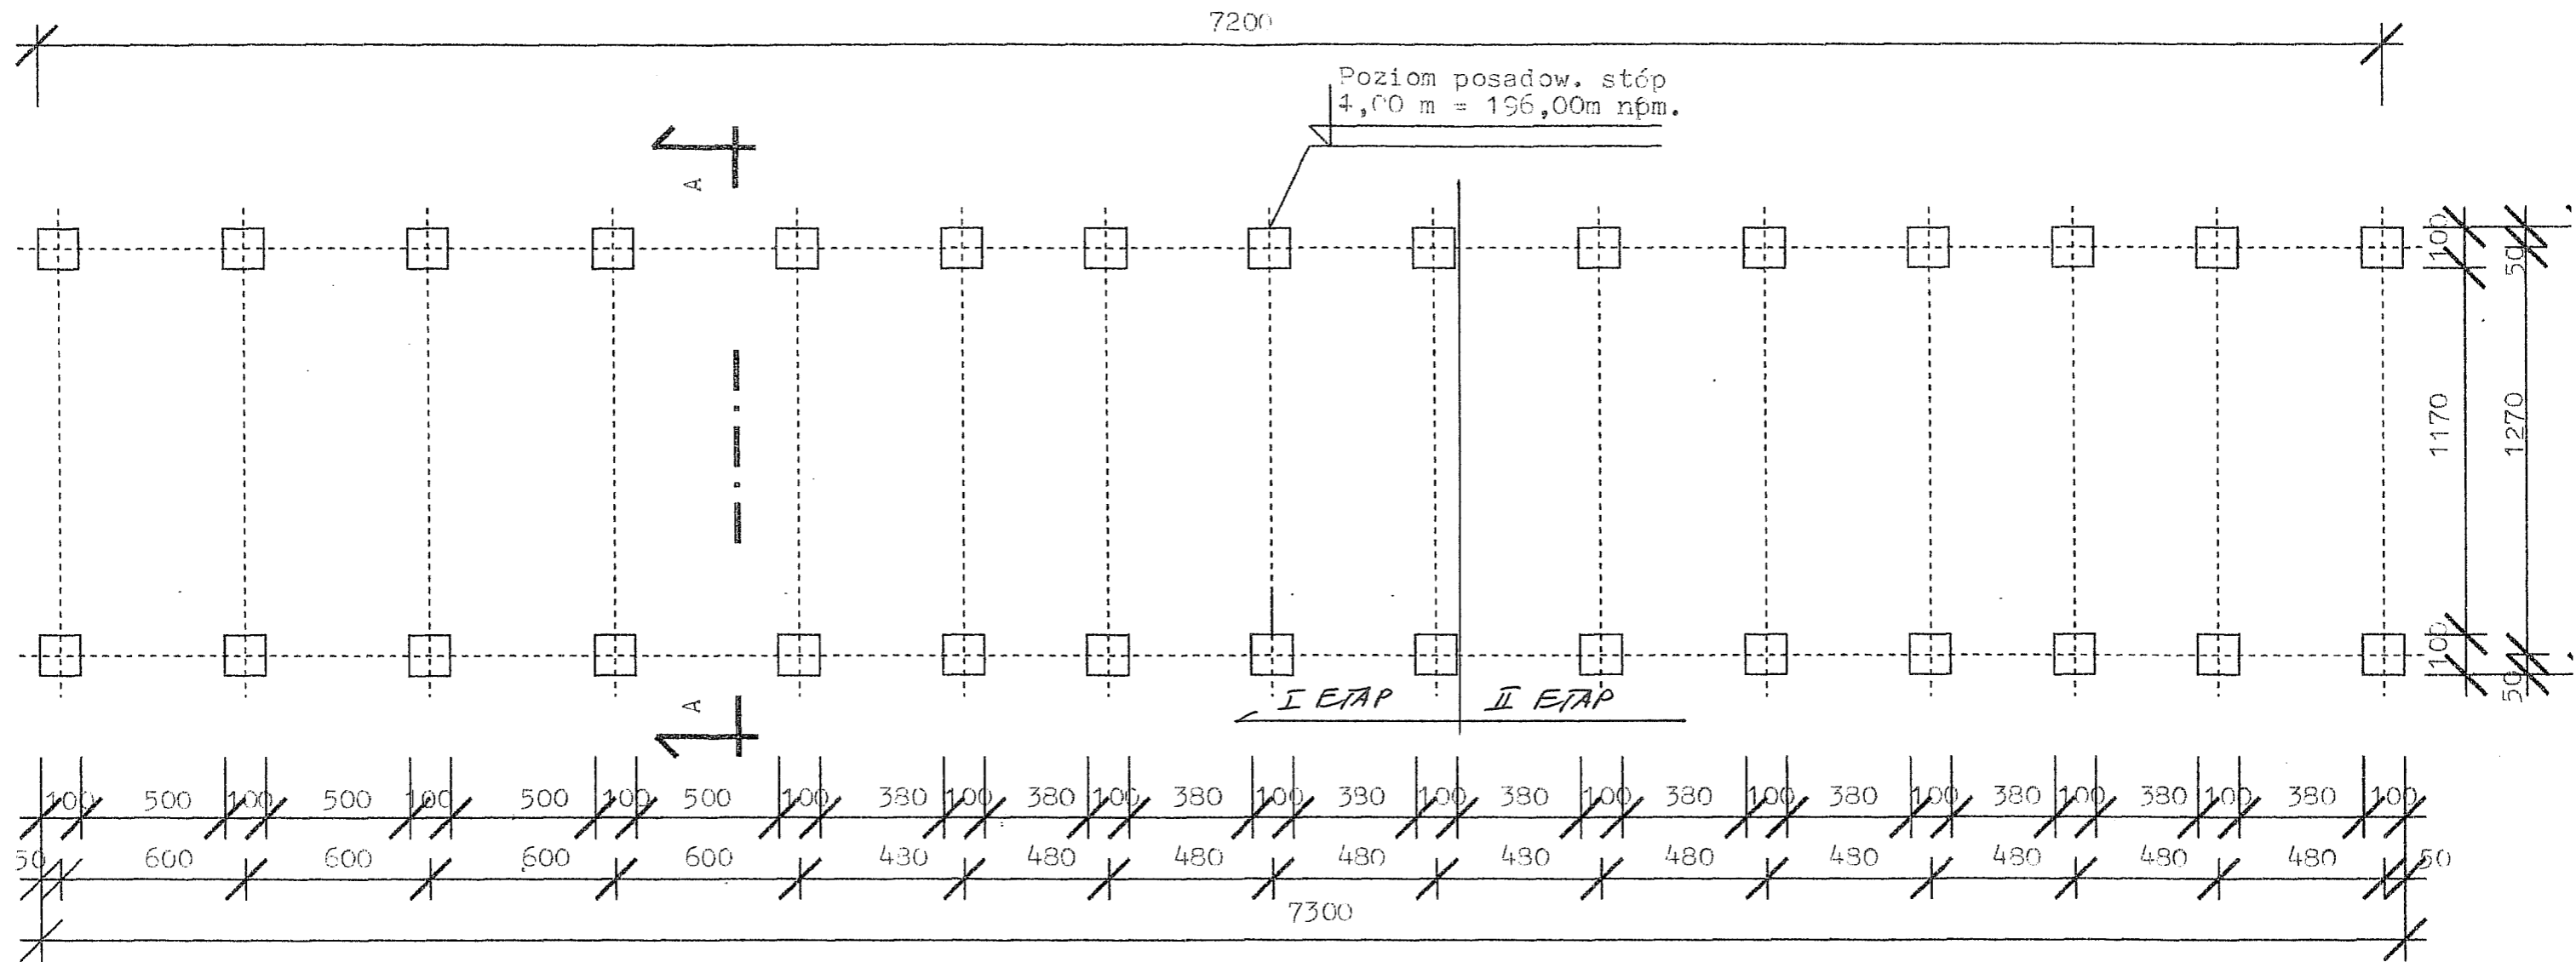 7200
Poziom posadow. stóp
4,00 m = 196,00m npm.
A
100
50
1170
1270
100
50
A
I ETAP II ETAP
100 500 100 500 100 500 100 500 100 380 100 380 100 380 100 380 100 380 100 380 100 380 100 380 100 380 100 380 100
50 600 600 600 600 480 480 480 480 480 480 480 480 480 480 50
7300